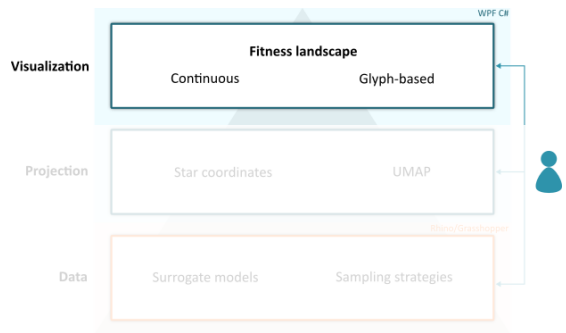 WPF C#
Fitness landscape
Visualization
Continuous Glyph-based
Projection
Star coordinates UMAP
Data
Surrogate models Sampling strategies